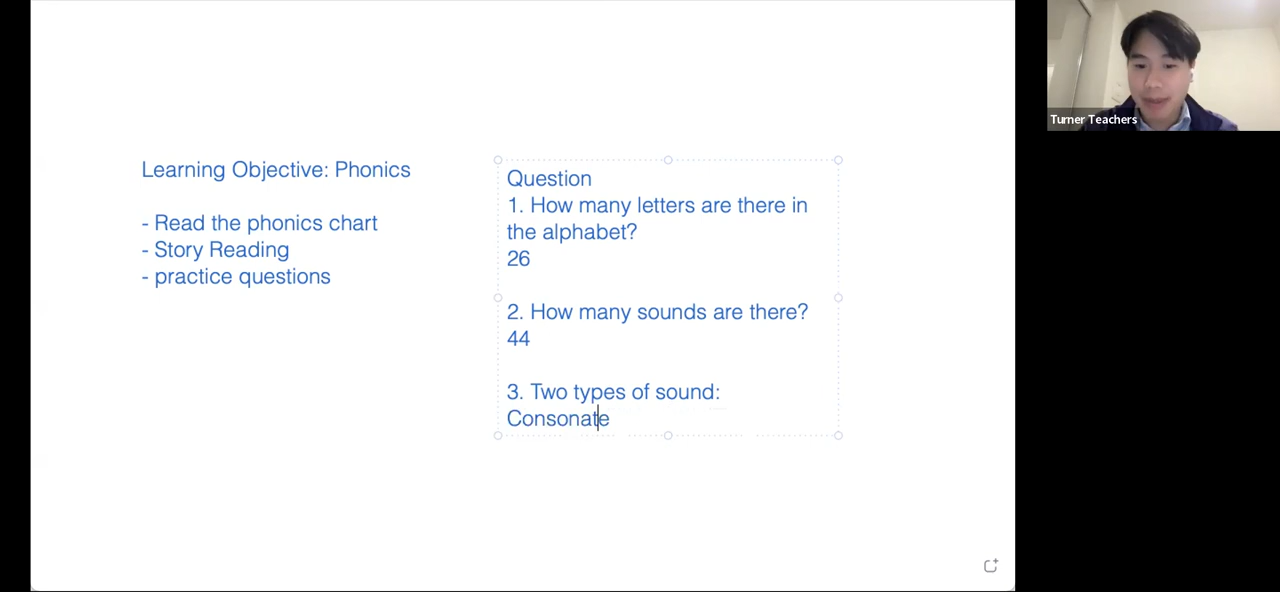 Learning Objective: Phonics
- Read the phonics chart
- Story Reading
- practice questions
Question
1. How many letters are there in
the alphabet?
26
2. How many sounds are there?
44
3. Two types of sound:
Consonate
Turner Teachers